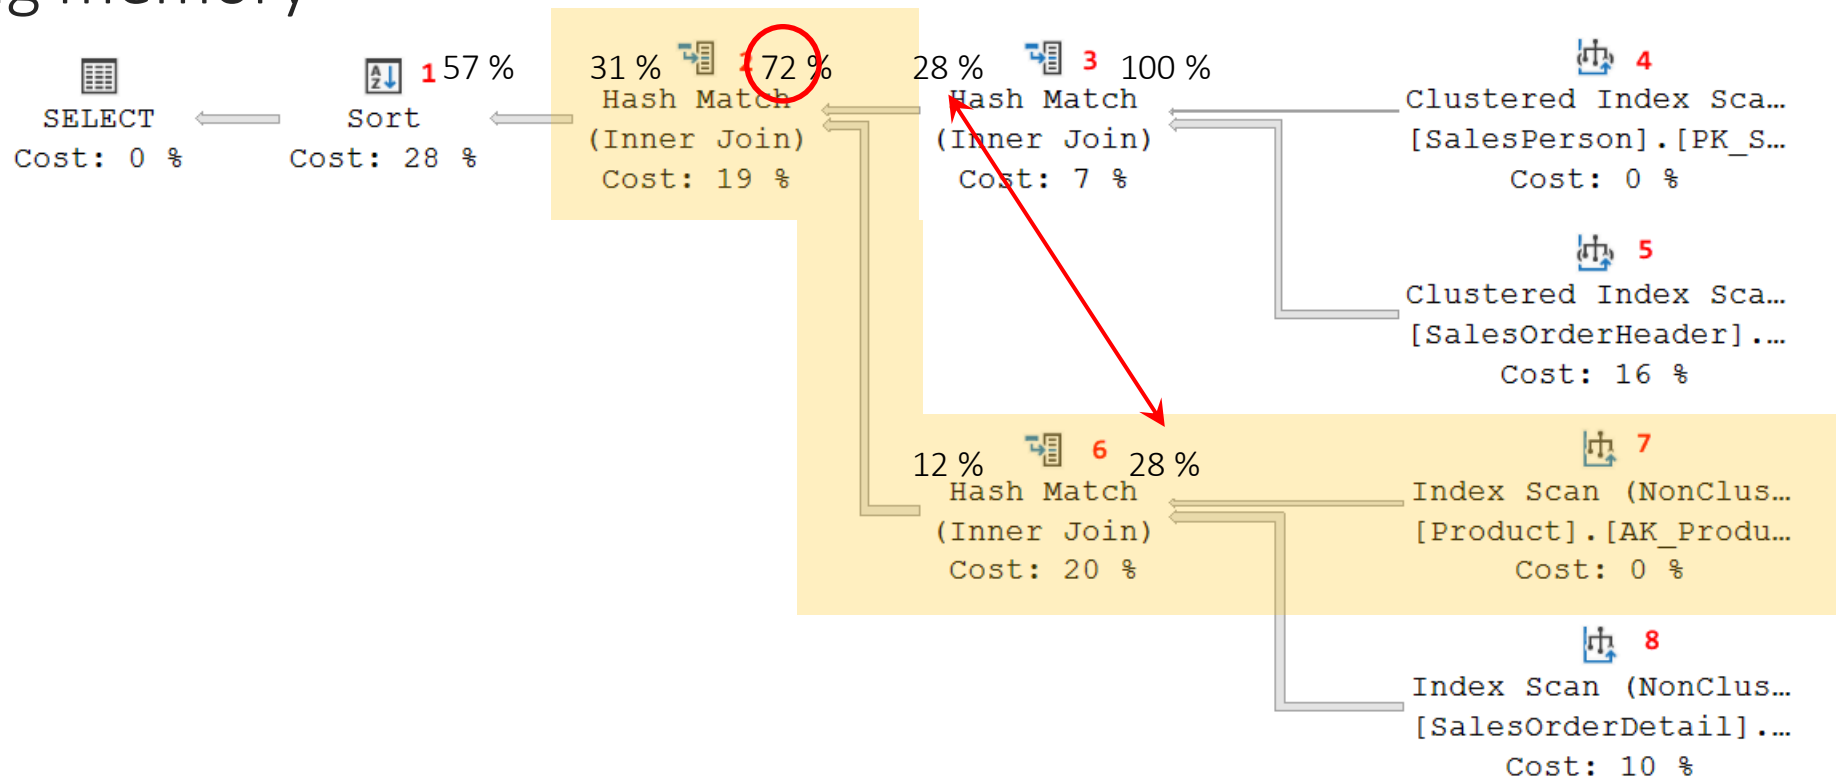 memory
1 57 %
SELECT
Cost: 0 %
Sort
Cost: 28 %
31 % 2 72 %
Hash Match
(Inner Join)
Cost: 19 %
28 % 3 100 %
Hash Match
(Inner Join)
Cost: 7 %
4
Clustered Index Sca…
[SalesPerson].[PK_S…
Cost: 0 %
5
Clustered Index Sca…
[SalesOrderHeader].…
Cost: 16 %
12 % 6 28 %
Hash Match
(Inner Join)
Cost: 20 %
7
Index Scan (NonClus…
[Product].[AK_Produ…
Cost: 0 %
8
Index Scan (NonClus…
[SalesOrderDetail].…
Cost: 10 %